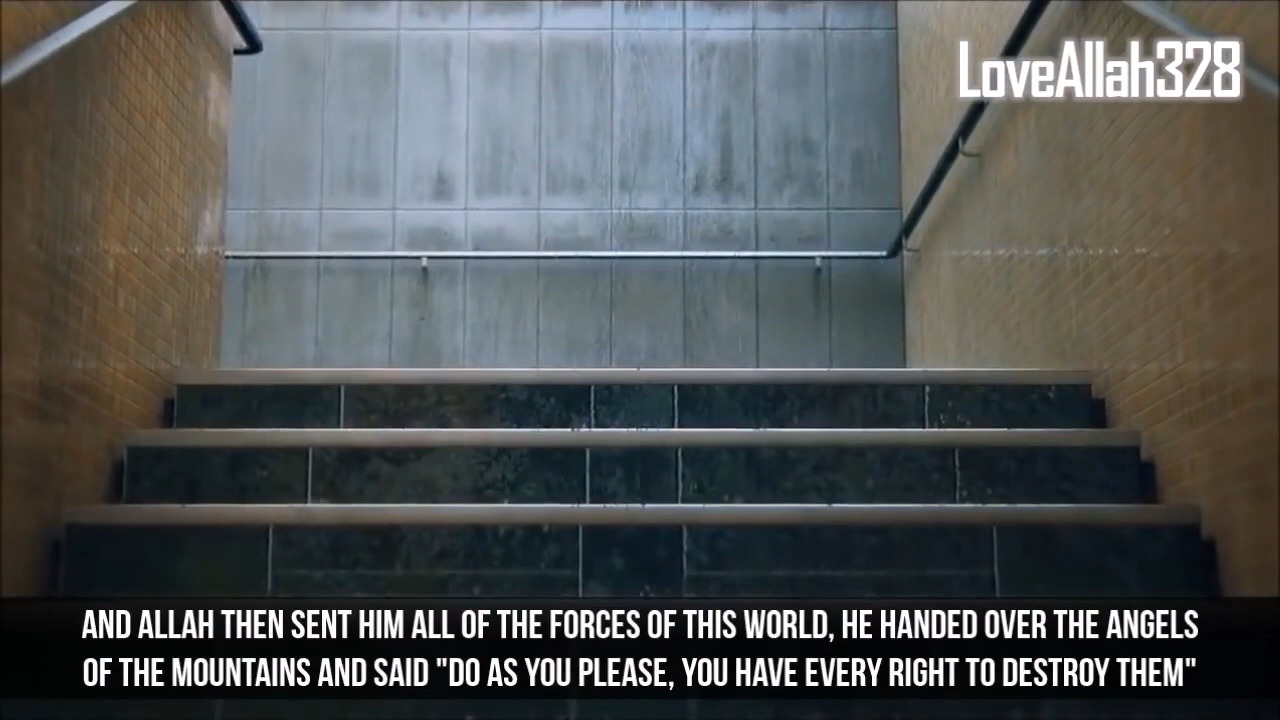 LoveAllah328
AND ALLAH THEN SENT HIM ALL OF THE FORCES OF THIS WORLD, HE HANDED OVER THE ANGELS
OF THE MOUNTAINS AND SAID "DO AS YOU PLEASE, YOU HAVE EVERY RIGHT TO DESTROY THEM"